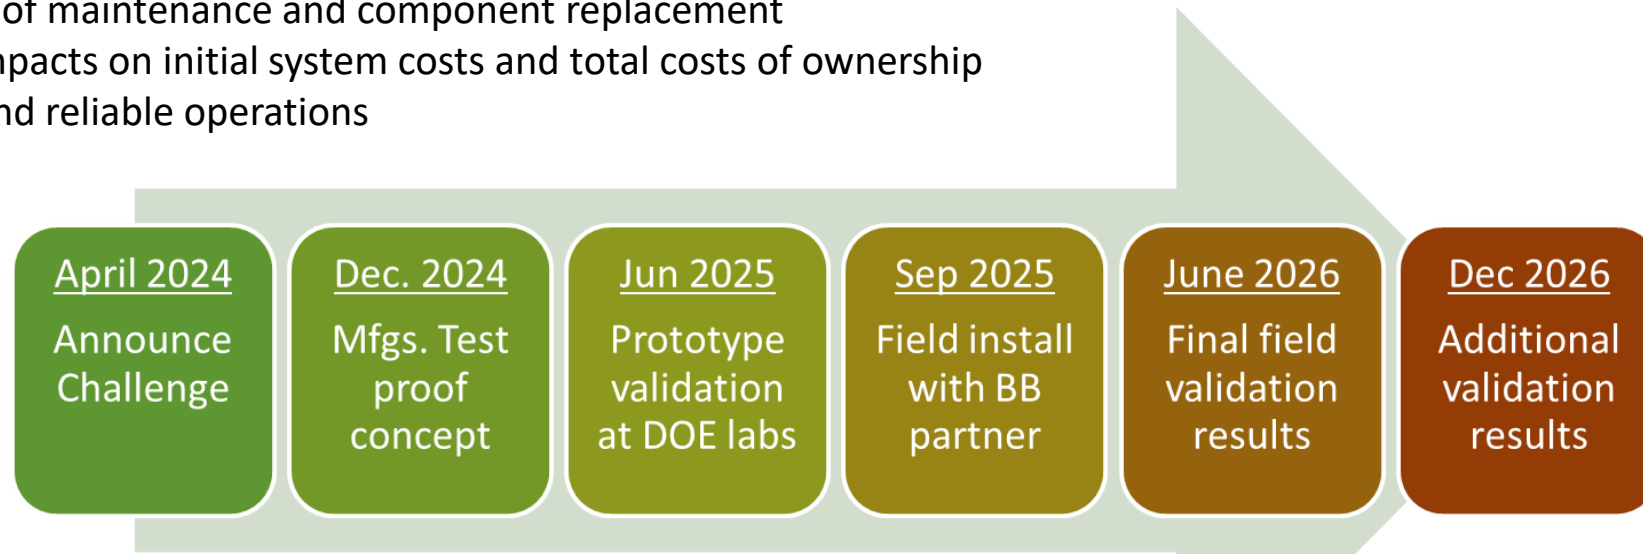 of maintenance and component replacement
mpacts on initial system costs and total costs of ownership
nd reliable operations
April 2024
Announce
Challenge
Dec. 2024
Mfgs. Test
proof
concept
Jun 2025
Prototype
validation
at DOE labs
Sep 2025
Field install
with BB
partner
June 2026
Final field
validation
results
Dec 2026
Additional
validation
results